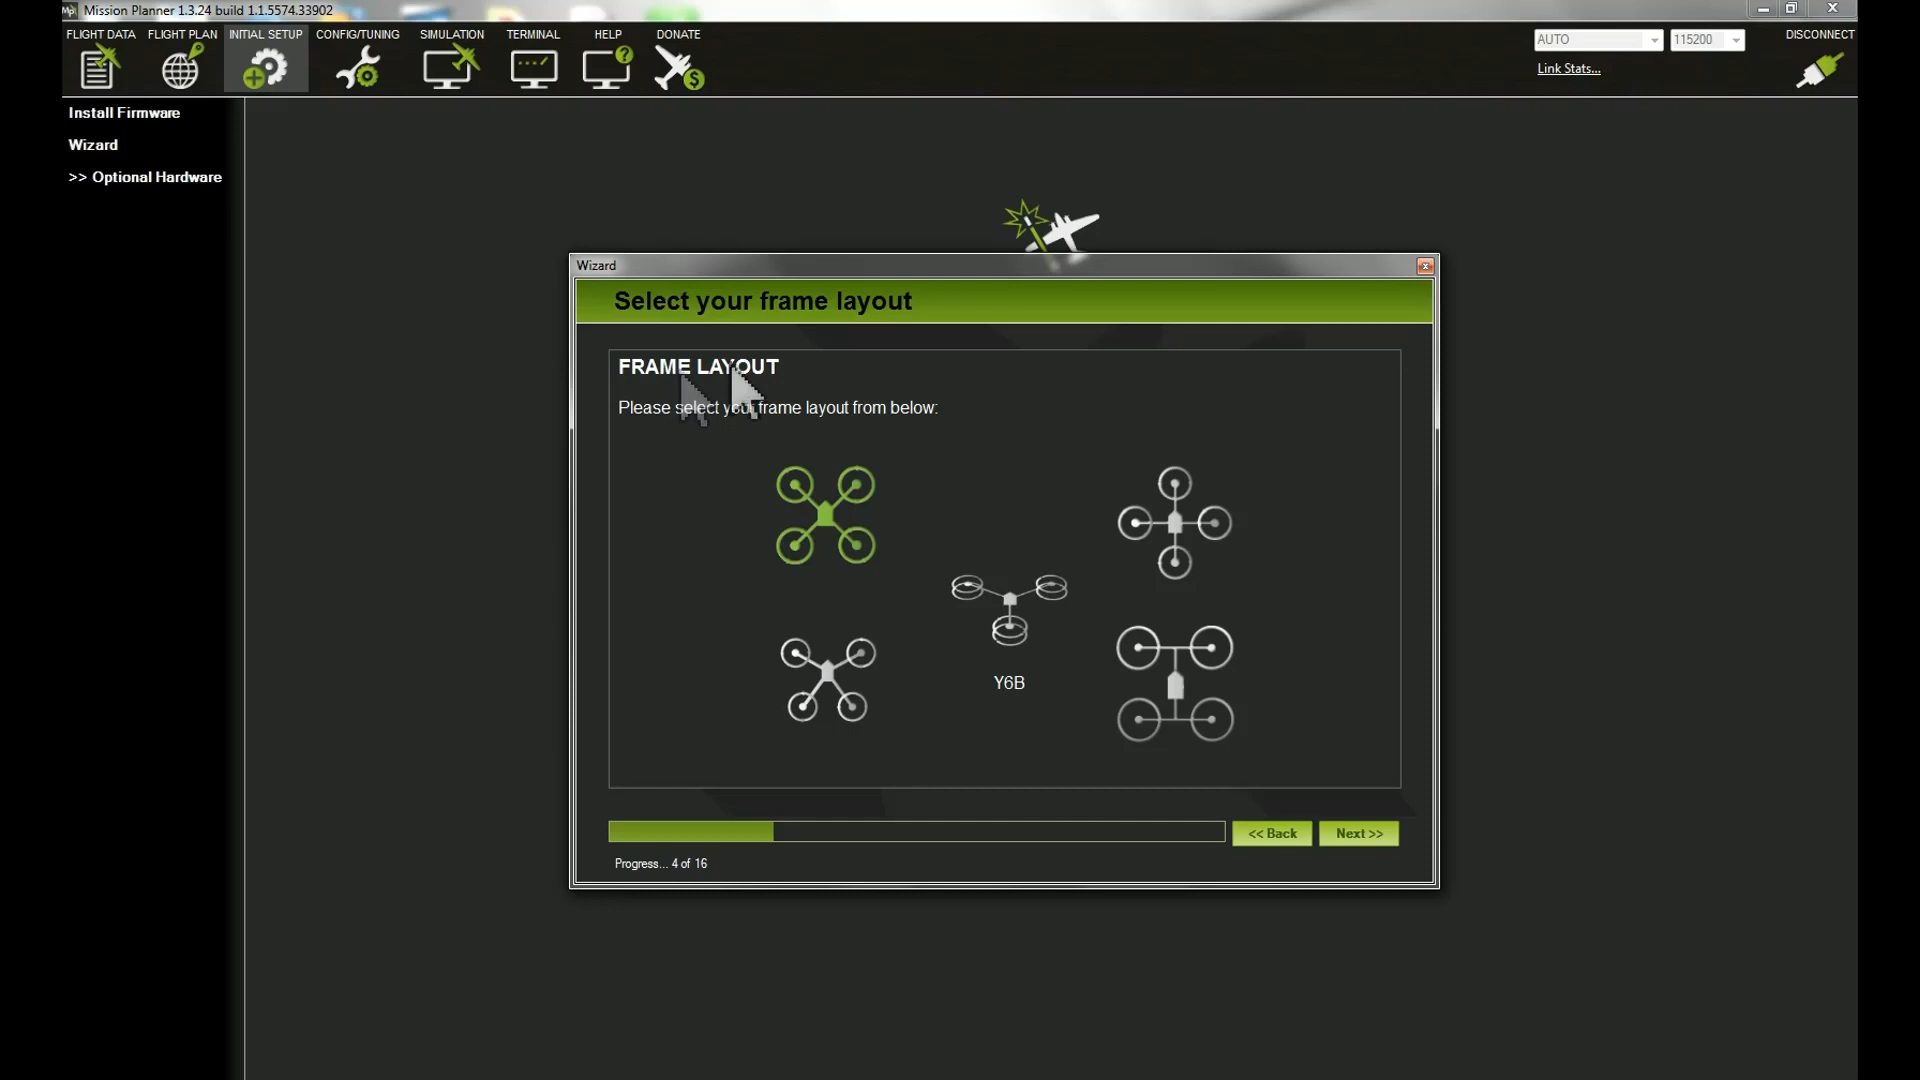 Mission Planner 1.3.24 build 1.1.5574.33902
FLIGHT DATA FLIGHT PLAN INITIAL SETUP CONFIG/TUNING SIMULATION TERMINAL HELP DONATE
AUTO 115200 DISCONNECT
Link Stats...
Install Firmware
Wizard
>> Optional Hardware
Wizard
Select your frame layout
FRAME LAYOUT
Please select your frame layout from below:
Y6B
<< Back Next >>
Progress... 4 of 16